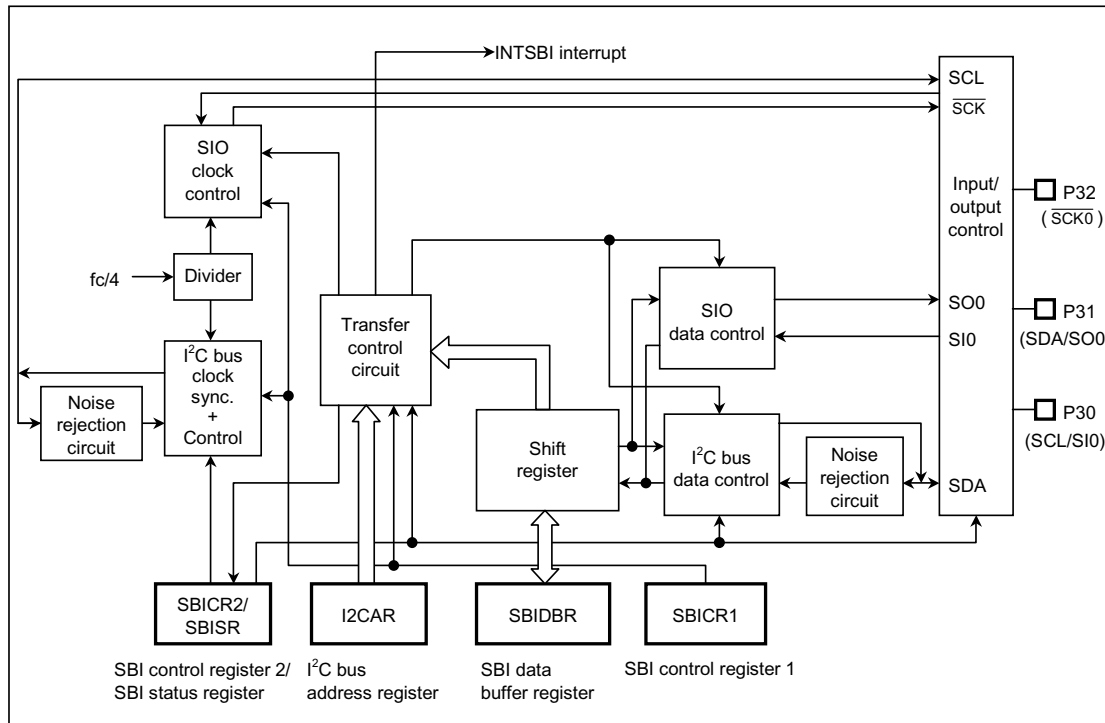 INTSBI interrupt
SCL
SCK
SIO
clock
control
Input/
output
control
P32
( SCK0 )
fc/4
Divider
Transfer
control
circuit
SIO
data control
SO0
SI0
P31
(SDA/SO0
I2C bus
clock
sync.
+
Control
Noise
rejection
circuit
P30
(SCL/SI0)
Shift
register
I2C bus
data control
Noise
rejection
circuit
SDA
SBICR2/
SBISR
I2CAR
SBIDBR
SBICR1
SBI control register 2/
SBI status register
I2C bus
address register
SBI data
buffer register
SBI control register 1